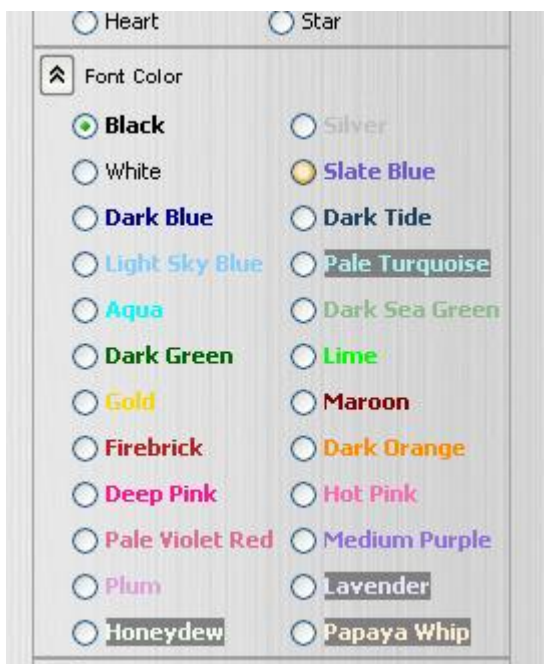 Heart Star
Font Color
Black Silver
White Slate Blue
Dark Blue Dark Tide
Light Sky Blue Pale Turquoise
Aqua Dark Sea Green
Dark Green Lime
Gold Maroon
Firebrick Dark Orange
Deep Pink Hot Pink
Pale Violet Red Medium Purple
Plum Lavender
Honeydew Papaya Whip